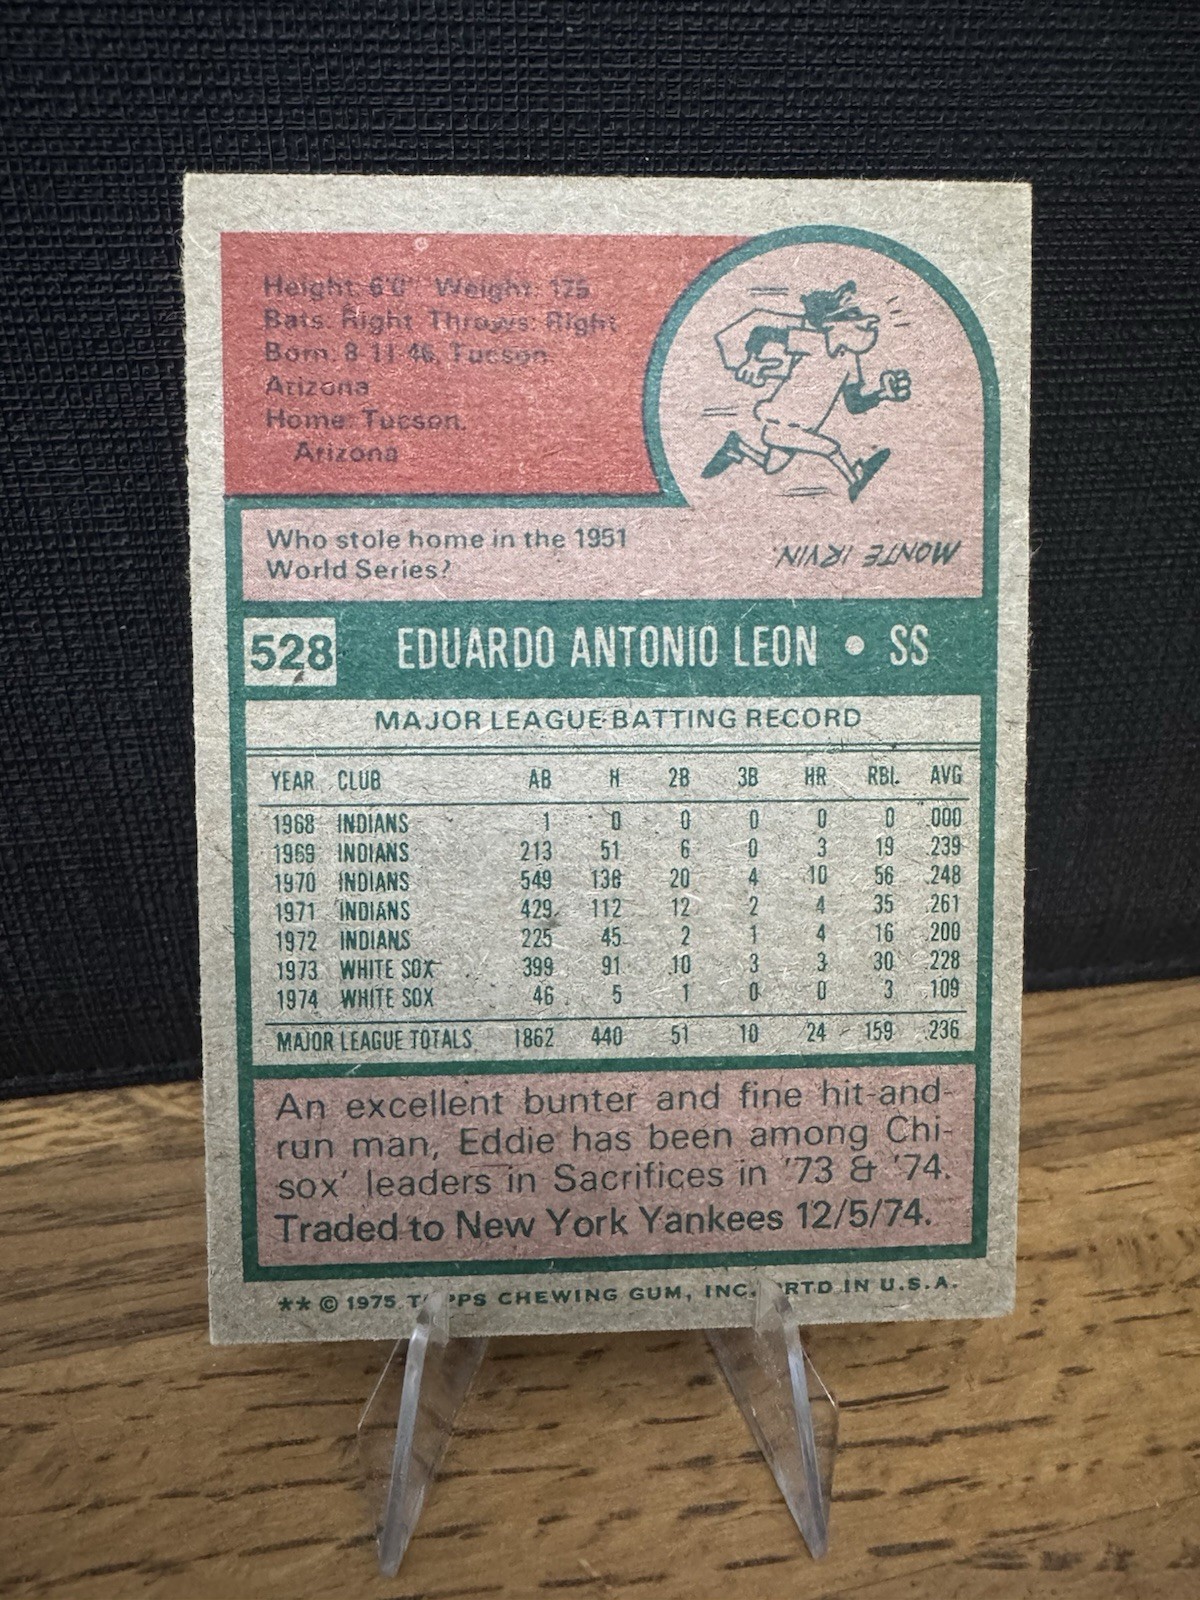 Height: 6'0" Weight: 175
Bats: Right Throws: Right
Born: 8-11-46, Tucson,
Arizona
Home: Tucson,
Arizona
Who stole home in the 1951
World Series?
MONTE IRVIN.
528 EDUARDO ANTONIO LEON • SS
MAJOR LEAGUE BATTING RECORD
YEAR CLUB AB H 2B 3B HR RBI. AVG
1968 INDIANS 1 0 0 0 0 0 .000
1969 INDIANS 213 51 6 0 3 19 .239
1970 INDIANS 549 136 20 4 10 56 .248
1971 INDIANS 429 112 12 2 4 35 .261
1972 INDIANS 225 45 2 1 4 16 .200
1973 WHITE SOX 399 91 10 3 3 30 .228
1974 WHITE SOX 46 5 1 0 0 3 .109
MAJOR LEAGUE TOTALS 1862 440 51 10 24 159 .236
An excellent bunter and fine hit-and-
run man, Eddie has been among Chi-
sox' leaders in Sacrifices in '73 & '74.
Traded to New York Yankees 12/5/74.
** © 1975 TOPPS CHEWING GUM, INC. PRTD IN U.S.A.